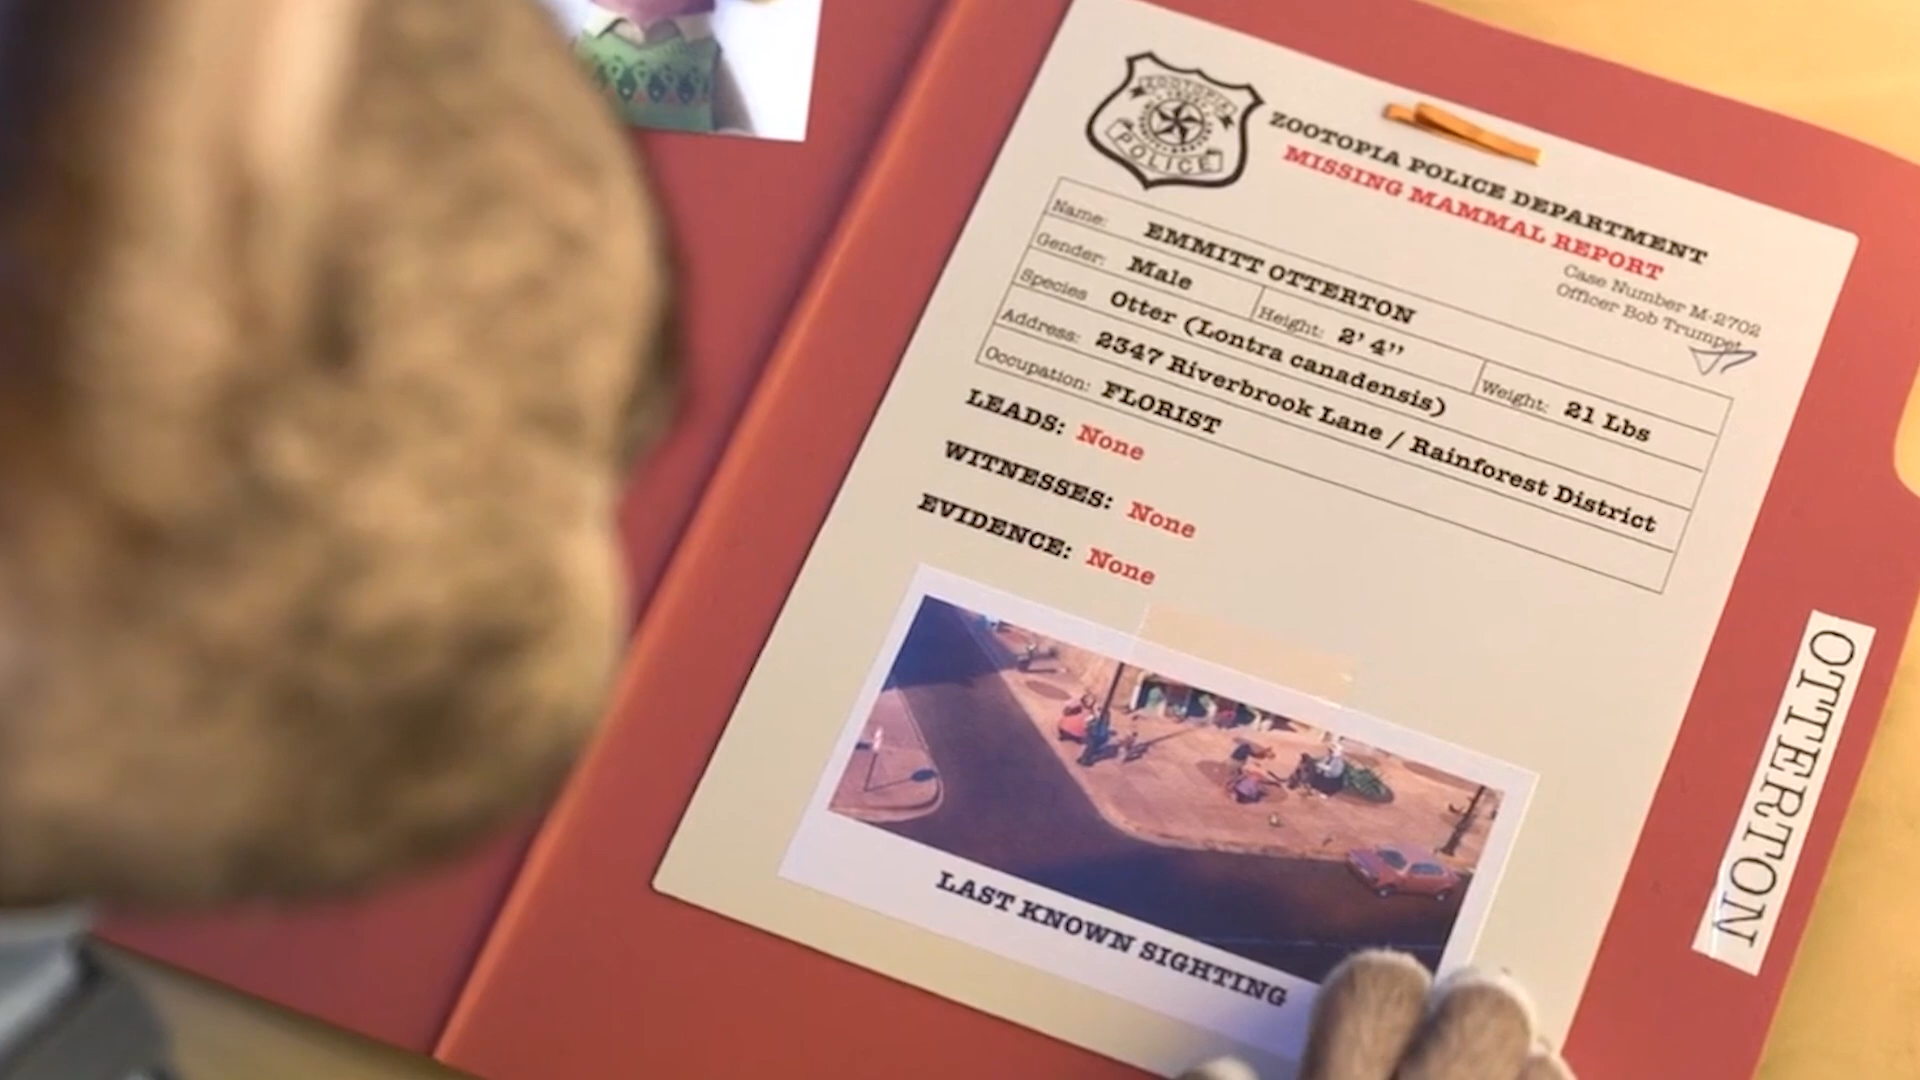 ZOOTOPIA
POLICE
ZOOTOPIA POLICE DEPARTMENT
MISSING MAMMAL REPORT
Case Number M-2702
Officer Bob Trumpet
Name: EMMITT OTTERTON
Gender: Male Height: 2' 4" Weight: 21 Lbs
Species Otter (Lontra canadensis)
Address: 2347 Riverbrook Lane / Rainforest District
Occupation: FLORIST
LEADS: None
WITNESSES: None
EVIDENCE: None
LAST KNOWN SIGHTING
OTTERTON